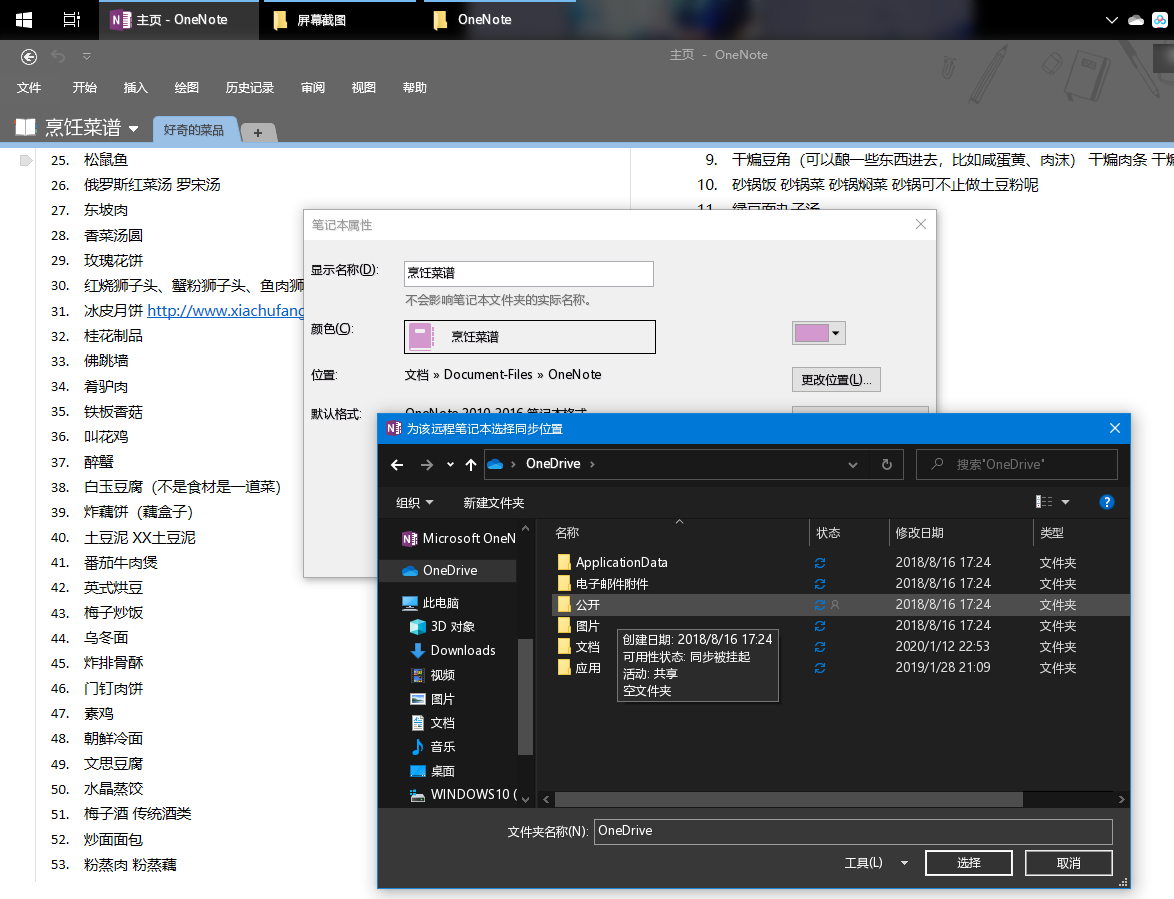 主页 - OneNote
屏幕截图
OneNote
主页 - OneNote
文件 开始 插入 绘图 历史记录 审阅 视图 帮助
烹饪菜谱
好奇的菜品
+
25. 松鼠鱼
26. 俄罗斯红菜汤 罗宋汤
27. 东坡肉
28. 香菜汤圆
29. 玫瑰花饼
30. 红烧狮子头、蟹粉狮子头、鱼肉狮
31. 冰皮月饼 http://www.xiachufang
32. 桂花制品
33. 佛跳墙
34. 肴驴肉
35. 铁板香菇
36. 叫花鸡
37. 醉蟹
38. 白玉豆腐（不是食材是一道菜）
39. 炸藕饼（藕盒子）
40. 土豆泥 XX土豆泥
41. 番茄牛肉煲
42. 英式烘豆
43. 梅子炒饭
44. 乌冬面
45. 炸排骨酥
46. 门钉肉饼
47. 素鸡
48. 朝鲜冷面
49. 文思豆腐
50. 水晶蒸饺
51. 梅子酒 传统酒类
52. 炒面面包
53. 粉蒸肉 粉蒸藕
9. 干煸豆角（可以酿一些东西进去，比如咸蛋黄、肉沫） 干煸肉条 干煸
10. 砂锅饭 砂锅菜 砂锅焖菜 砂锅可不止做土豆粉呢
11. 绿豆面丸子汤
笔记本属性
显示名称(D):
烹饪菜谱
不会影响笔记本文件夹的实际名称。
颜色(C):
烹饪菜谱
位置:
文档 » Document-Files » OneNote
更改位置(L)...
默认格式:
OneNote 2010-2016 笔记本格式
为该远程笔记本选择同步位置
OneDrive
搜索"OneDrive"
组织
新建文件夹
Microsoft OneN
OneDrive
此电脑
3D 对象
Downloads
视频
图片
文档
音乐
桌面
WINDOWS10 (
名称 状态 修改日期 类型
ApplicationData 2018/8/16 17:24 文件夹
电子邮件附件 2018/8/16 17:24 文件夹
公开 2018/8/16 17:24 文件夹
图片 2018/8/16 17:24 文件夹
文档 2020/1/12 22:53 文件夹
应用 2019/1/28 21:09 文件夹
创建日期: 2018/8/16 17:24
可用性状态: 同步被挂起
活动: 共享
空文件夹
文件夹名称(N): OneDrive
工具(L)
选择
取消